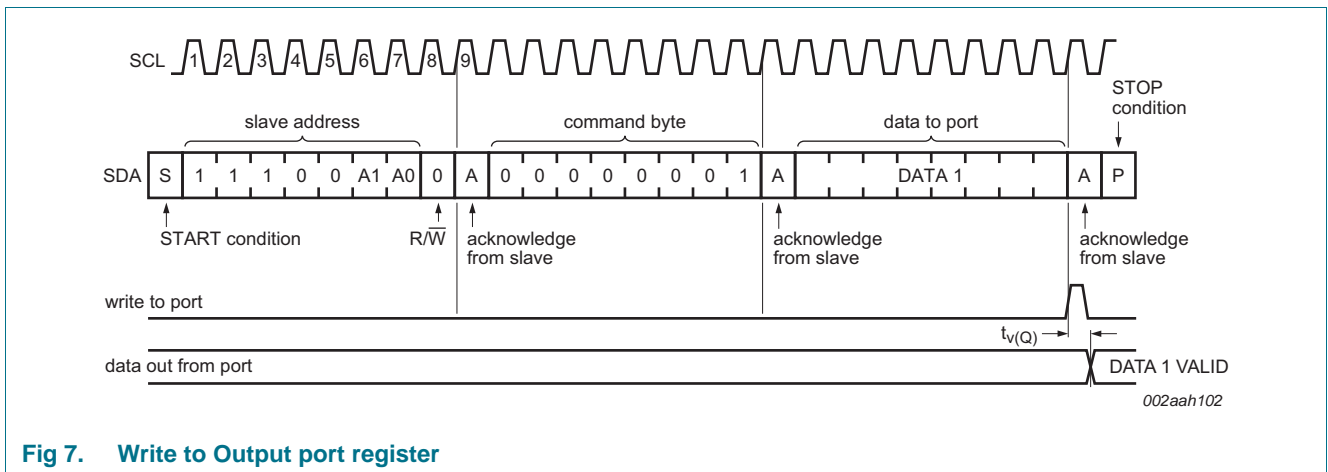 SCL 1 2 3 4 5 6 7 8 9
STOP
condition
slave address command byte data to port
SDA S 1 1 1 0 0 A1 A0 0 A 0 0 0 0 0 0 0 1 A DATA 1 A P
START condition R/W̅ acknowledge acknowledge acknowledge
from slave from slave from slave
write to port
tv(Q)
data out from port DATA 1 VALID
002aah102
Fig 7. Write to Output port register